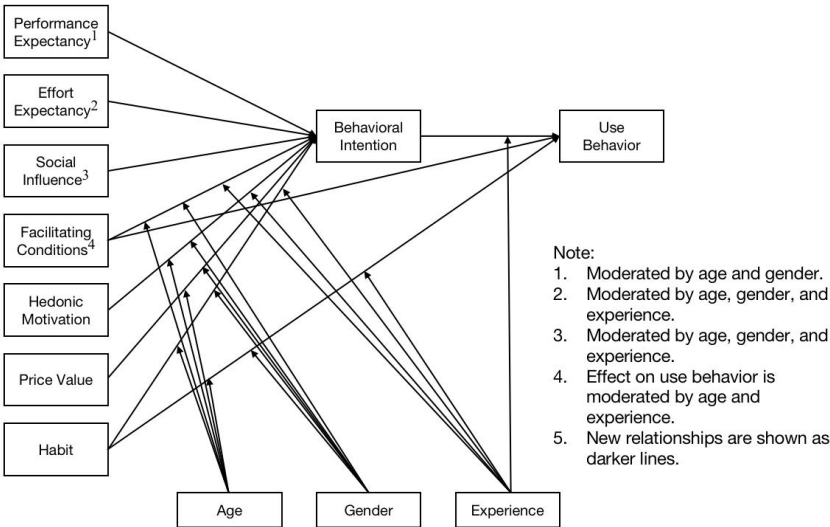 Performance
Expectancy1
Effort
Expectancy2
Social
Influence3
Facilitating
Conditions4
Hedonic
Motivation
Price Value
Habit
Behavioral
Intention
Use
Behavior
Age
Gender
Experience
Note:
1. Moderated by age and gender.
2. Moderated by age, gender, and
experience.
3. Moderated by age, gender, and
experience.
4. Effect on use behavior is
moderated by age and
experience.
5. New relationships are shown as
darker lines.